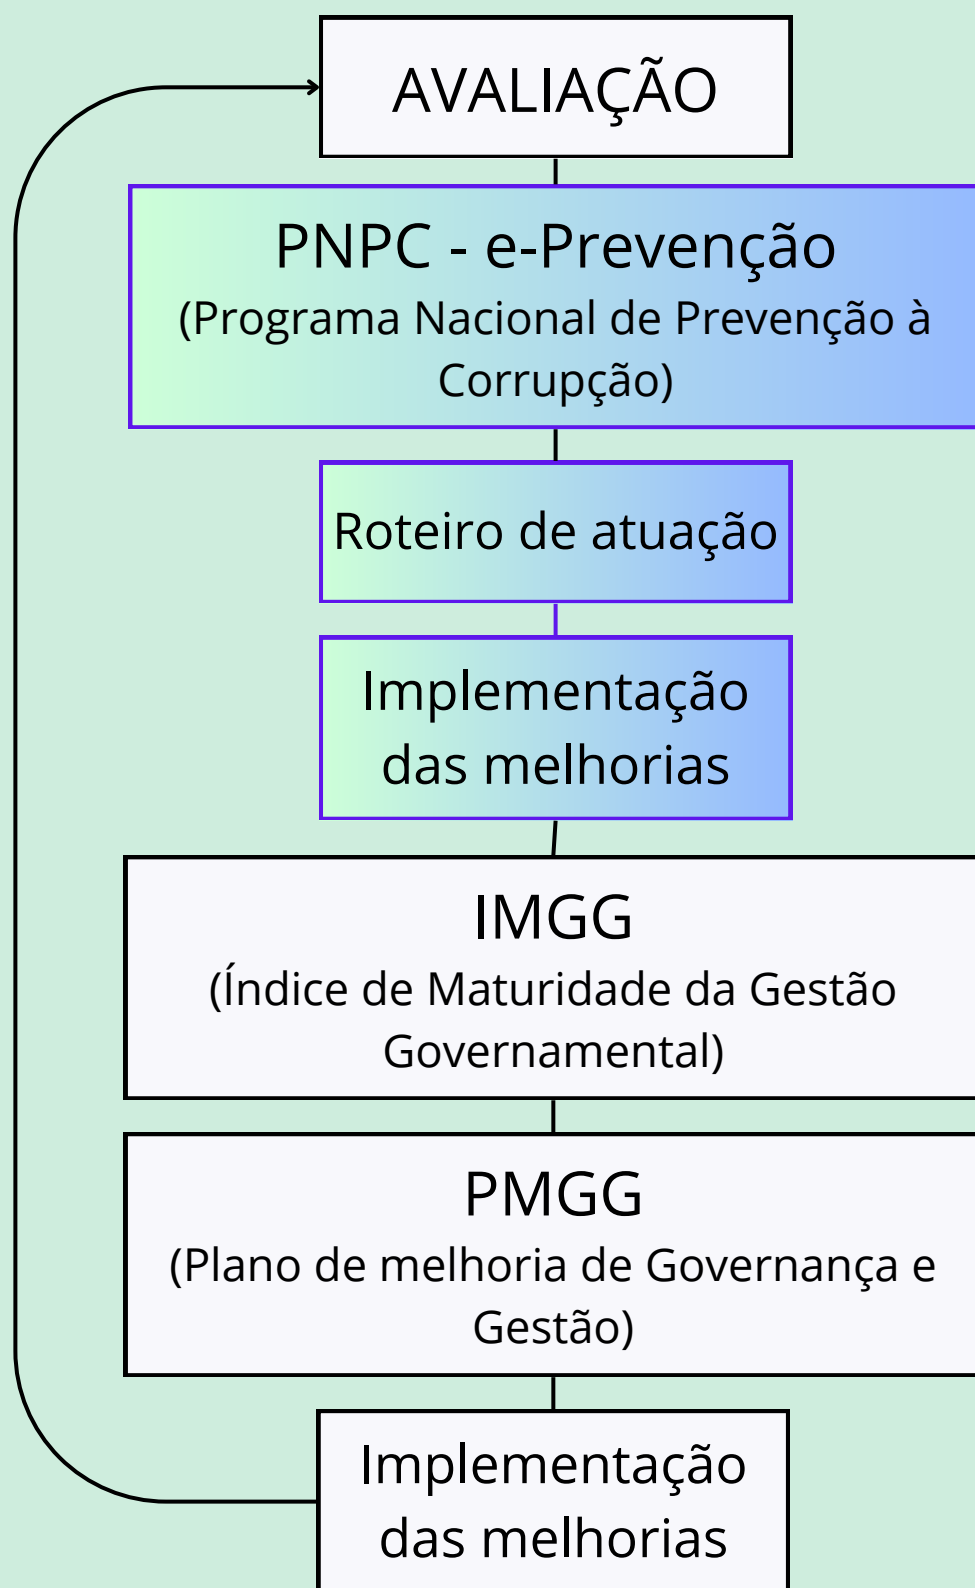 AVALIAÇÃO
PNPC - e-Prevenção
(Programa Nacional de Prevenção à
Corrupção)
Roteiro de atuação
Implementação
das melhorias
IMGG
(Índice de Maturidade da Gestão
Governamental)
PMGG
(Plano de melhoria de Governança e
Gestão)
Implementação
das melhorias